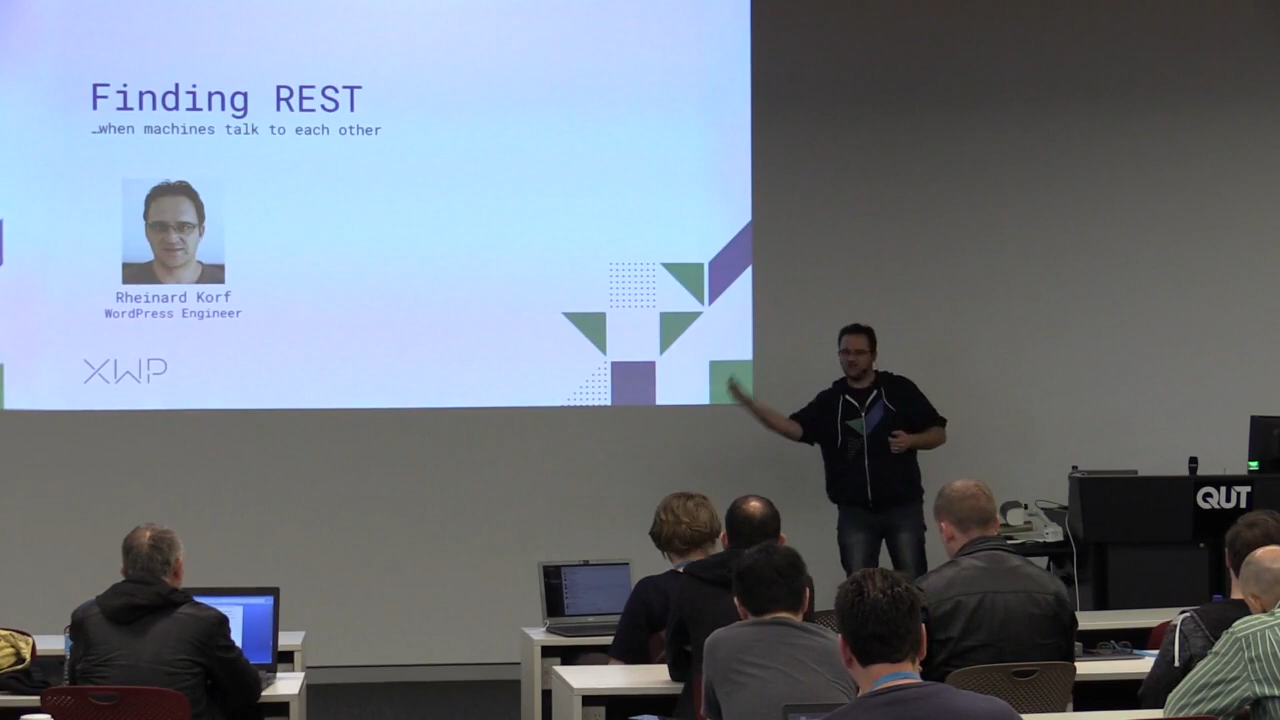 Finding REST
…when machines talk to each other
Rheinard Korf
WordPress Engineer
XWP
QUT